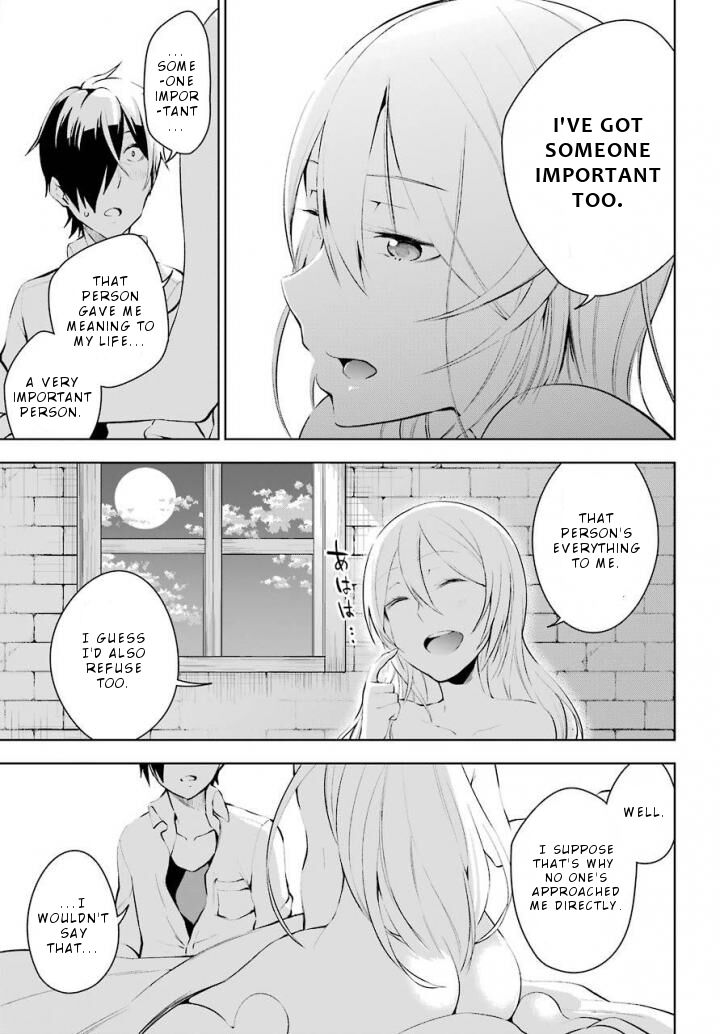 I'VE GOT
SOMEONE
IMPORTANT
TOO.
...
SOME
-ONE
IMPOR
-TANT
...
THAT
PERSON
GAVE ME
MEANING TO
MY LIFE...
A VERY
IMPORTANT
PERSON.
THAT
PERSON'S
EVERYTHING
TO ME.
あはは…
I GUESS
I'D ALSO
REFUSE
TOO.
WELL.
I SUPPOSE
THAT'S WHY
NO ONE'S
APPROACHED
ME DIRECTLY.
...I
WOULDN'T
SAY
THAT...